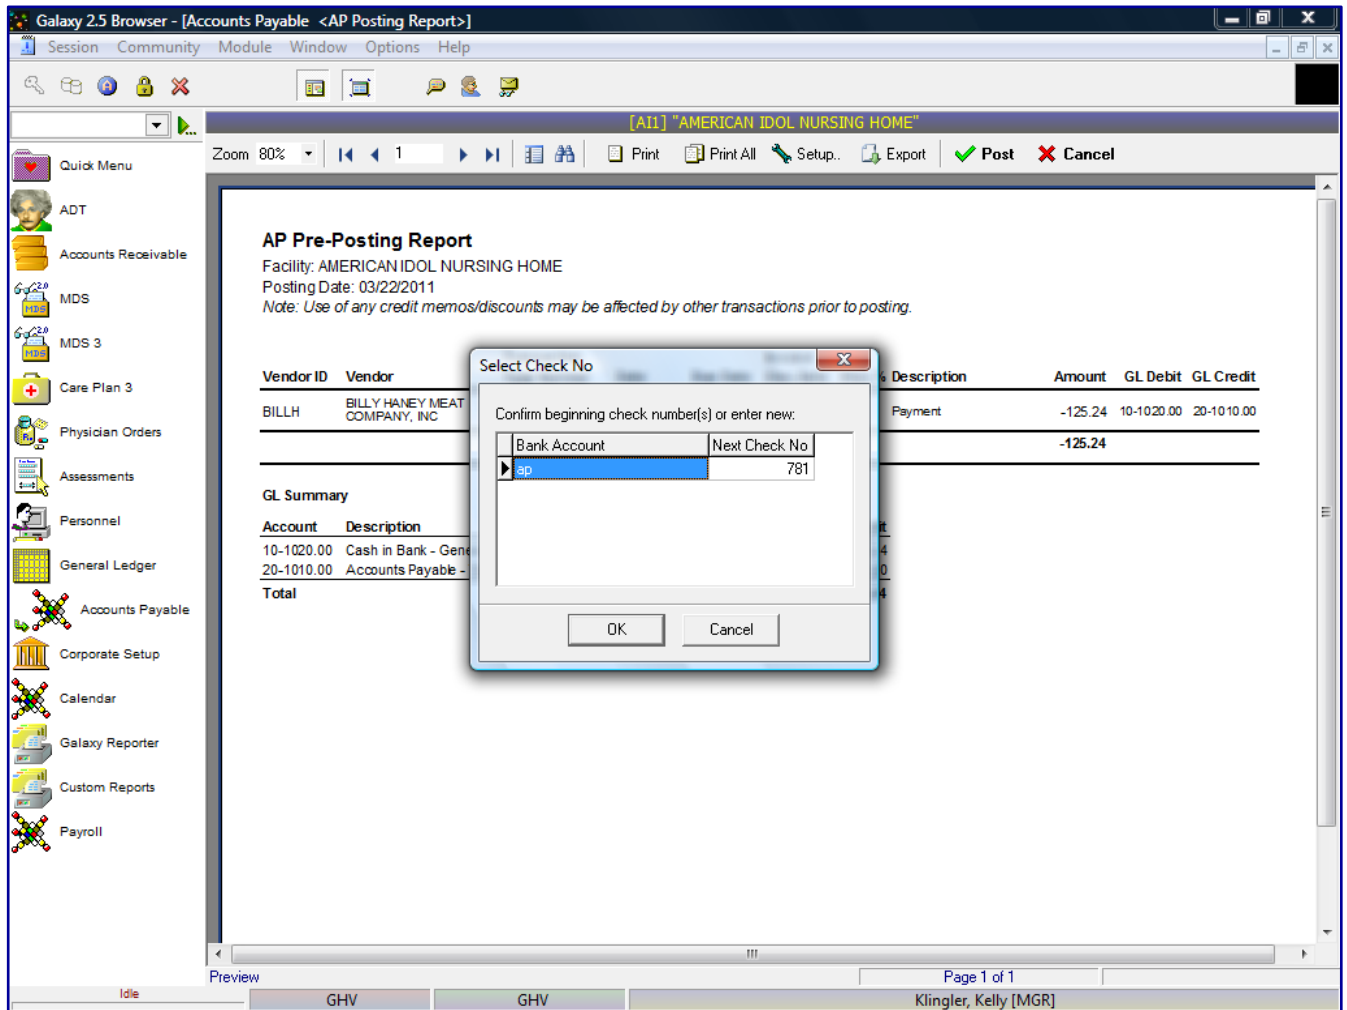 Galaxy 2.5 Browser - [Accounts Payable <AP Posting Report>]
Session Community Module Window Options Help
[AI1] "AMERICAN IDOL NURSING HOME"
Zoom 80% 1 Print Print All Setup.. Export Post Cancel
Quick Menu
ADT
Accounts Receivable
MDS
MDS 3
Care Plan 3
Physician Orders
Assessments
Personnel
General Ledger
Accounts Payable
Corporate Setup
Calendar
Galaxy Reporter
Custom Reports
Payroll
AP Pre-Posting Report
Facility: AMERICAN IDOL NURSING HOME
Posting Date: 03/22/2011
Note: Use of any credit memos/discounts may be affected by other transactions prior to posting.
Vendor ID Vendor % Description Amount GL Debit GL Credit
BILLH BILLY HANEY MEAT COMPANY, INC Payment -125.24 10-1020.00 20-1010.00
-125.24
GL Summary
Account Description
10-1020.00 Cash in Bank - Gene 4
20-1010.00 Accounts Payable - 0
Total 4
Select Check No
Confirm beginning check number(s) or enter new:
Bank Account Next Check No
ap 781
OK Cancel
Preview Page 1 of 1
Idle GHV GHV Klingler, Kelly [MGR]